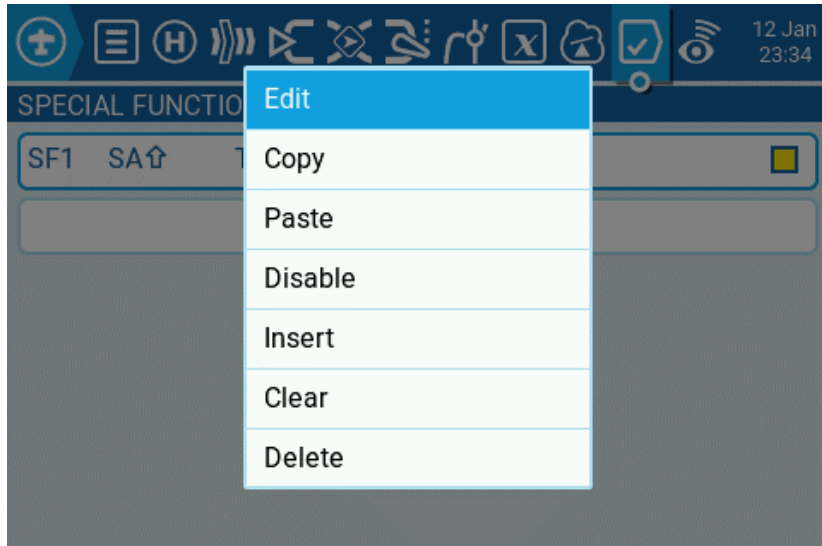 12 Jan
23:34
SPECIAL FUNCTIO
SF1 SA⇧ T
Edit
Copy
Paste
Disable
Insert
Clear
Delete